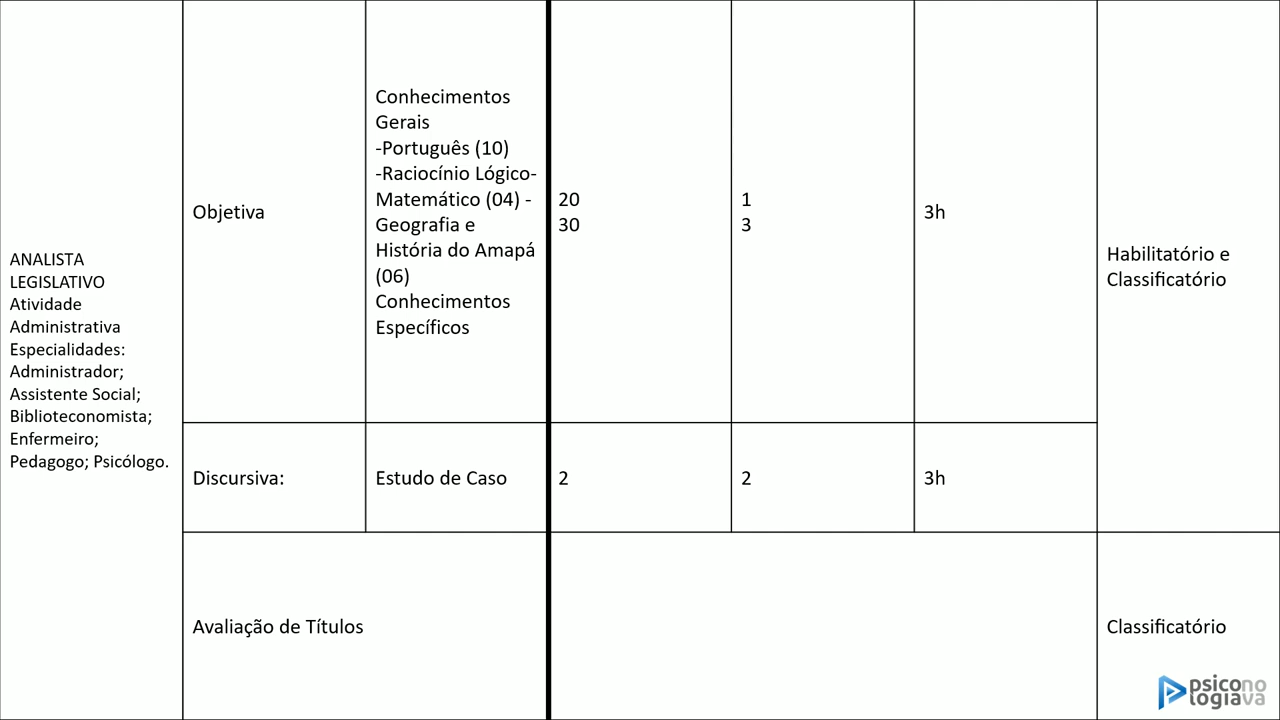 ANALISTA
LEGISLATIVO
Atividade
Administrativa
Especialidades:
Administrador;
Assistente Social;
Biblioteconomista;
Enfermeiro;
Pedagogo; Psicólogo.
Objetiva
Conhecimentos
Gerais
-Português (10)
-Raciocínio Lógico-
Matemático (04) -
Geografia e
História do Amapá
(06)
Conhecimentos
Específicos
20
30
1
3
3h
Habilitatório e
Classificatório
Discursiva:
Estudo de Caso
2
2
3h
Avaliação de Títulos
Classificatório
psicono
logiava